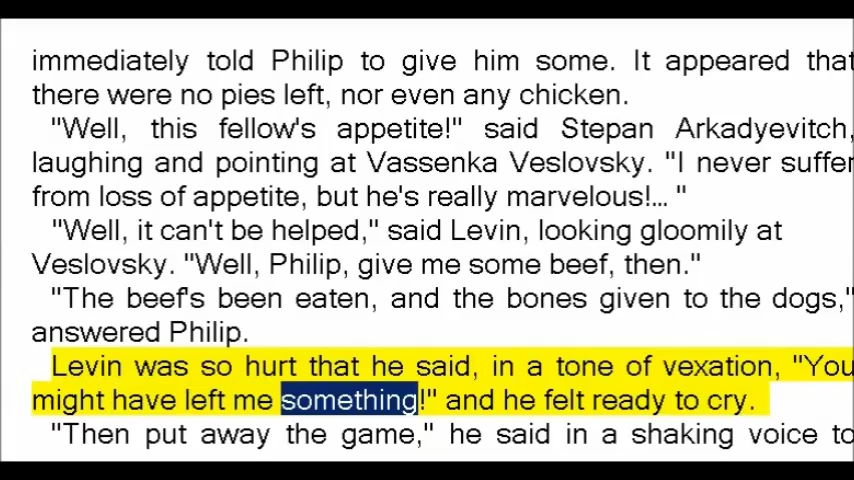 immediately told Philip to give him some. It appeared that
there were no pies left, nor even any chicken.
"Well, this fellow's appetite!" said Stepan Arkadyevitch,
laughing and pointing at Vassenka Veslovsky. "I never suffer
from loss of appetite, but he's really marvelous!... "
"Well, it can't be helped," said Levin, looking gloomily at
Veslovsky. "Well, Philip, give me some beef, then."
"The beef's been eaten, and the bones given to the dogs,"
answered Philip.
Levin was so hurt that he said, in a tone of vexation, "You
might have left me something!" and he felt ready to cry.
"Then put away the game," he said in a shaking voice to